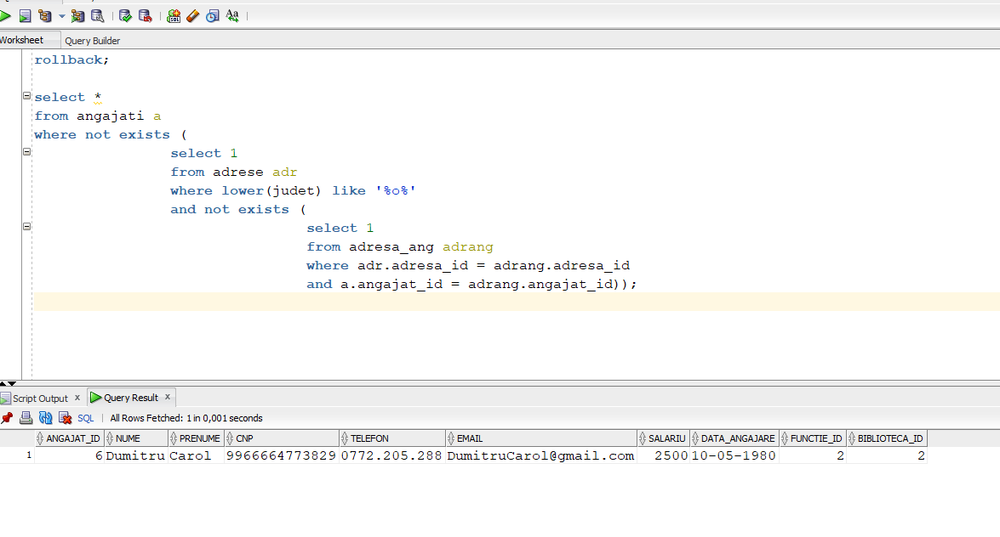 Worksheet Query Builder
rollback;
select *
from angajati a
where not exists (
select 1
from adrese adr
where lower(judet) like '%o%'
and not exists (
select 1
from adresa_ang adrang
where adr.adresa_id = adrang.adresa_id
and a.angajat_id = adrang.angajat_id));
Script Output x Query Result x
SQL All Rows Fetched: 1 in 0,001 seconds
ANGAJAT_ID NUME PRENUME CNP TELEFON EMAIL SALARIU DATA_ANGAJARE FUNCTIE_ID BIBLIOTECA_ID
1 6 Dumitru Carol 9966664773829 0772.205.288 DumitruCarol@gmail.com 2500 10-05-1980 2 2